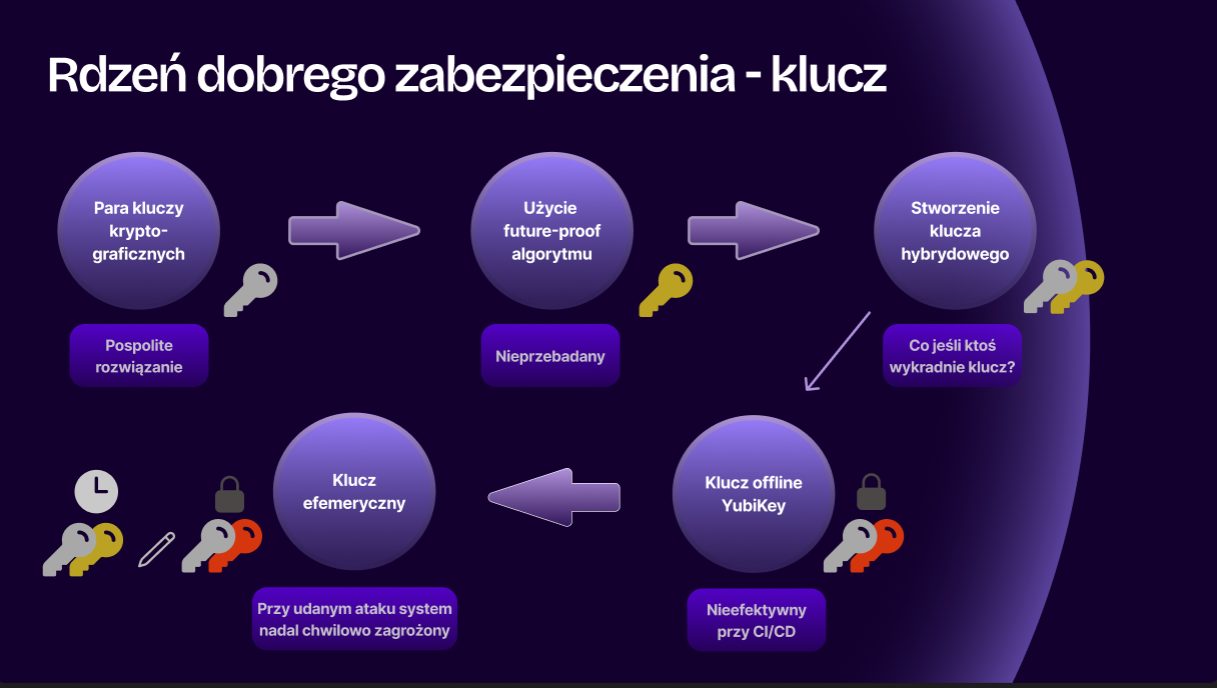 Rdzeń dobrego zabezpieczenia - klucz
Para kluczy
krypto-
graficznych
Pospolite
rozwiązanie
Użycie
future-proof
algorytmu
Nieprzebadany
Stworzenie
klucza
hybrydowego
Co jeśli ktoś
wykradnie klucz?
Klucz offline
YubiKey
Nieefektywny
przy CI/CD
Klucz
efemeryczny
Przy udanym ataku system
nadal chwilowo zagrożony